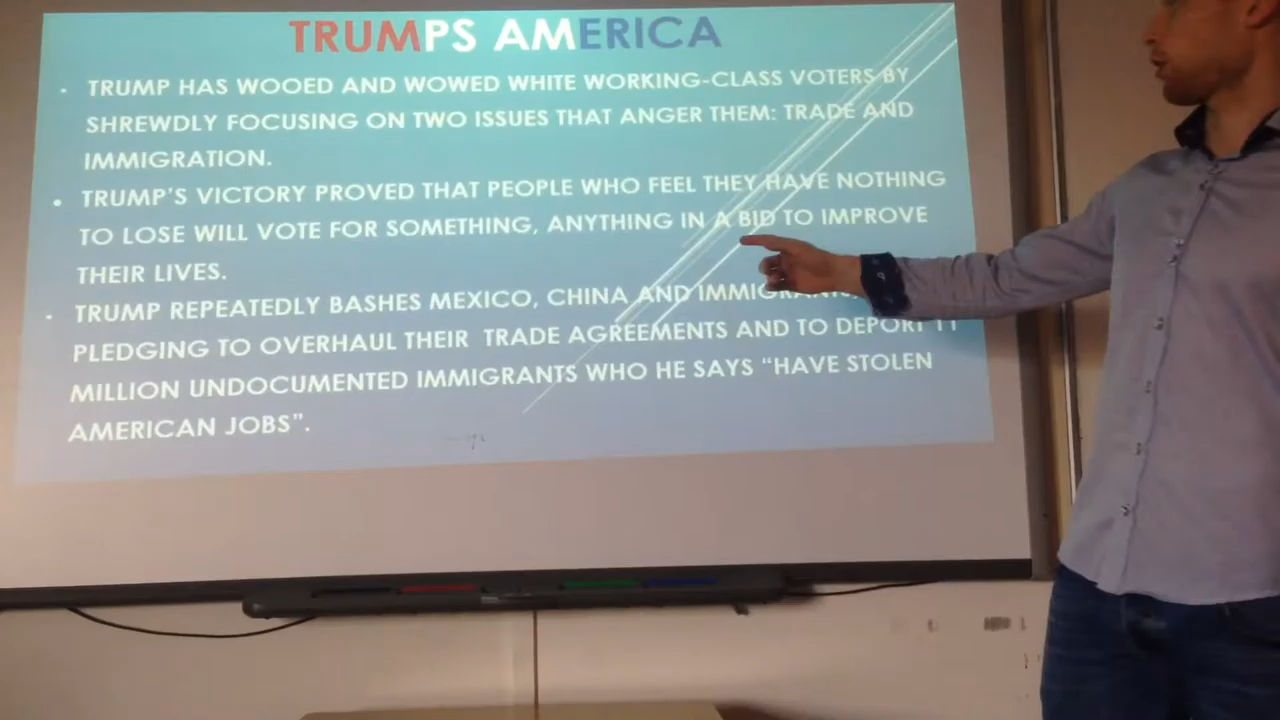 TRUMPS AMERICA
• TRUMP HAS WOOED AND WOWED WHITE WORKING-CLASS VOTERS BY
SHREWDLY FOCUSING ON TWO ISSUES THAT ANGER THEM: TRADE AND
IMMIGRATION.
• TRUMP'S VICTORY PROVED THAT PEOPLE WHO FEEL THEY HAVE NOTHING
TO LOSE WILL VOTE FOR SOMETHING, ANYTHING IN A BID TO IMPROVE
THEIR LIVES.
• TRUMP REPEATEDLY BASHES MEXICO, CHINA AND
PLEDGING TO OVERHAUL THEIR TRADE AGREEMENTS AND TO DEPORT 11
MILLION UNDOCUMENTED IMMIGRANTS WHO HE SAYS “HAVE STOLEN
AMERICAN JOBS”.